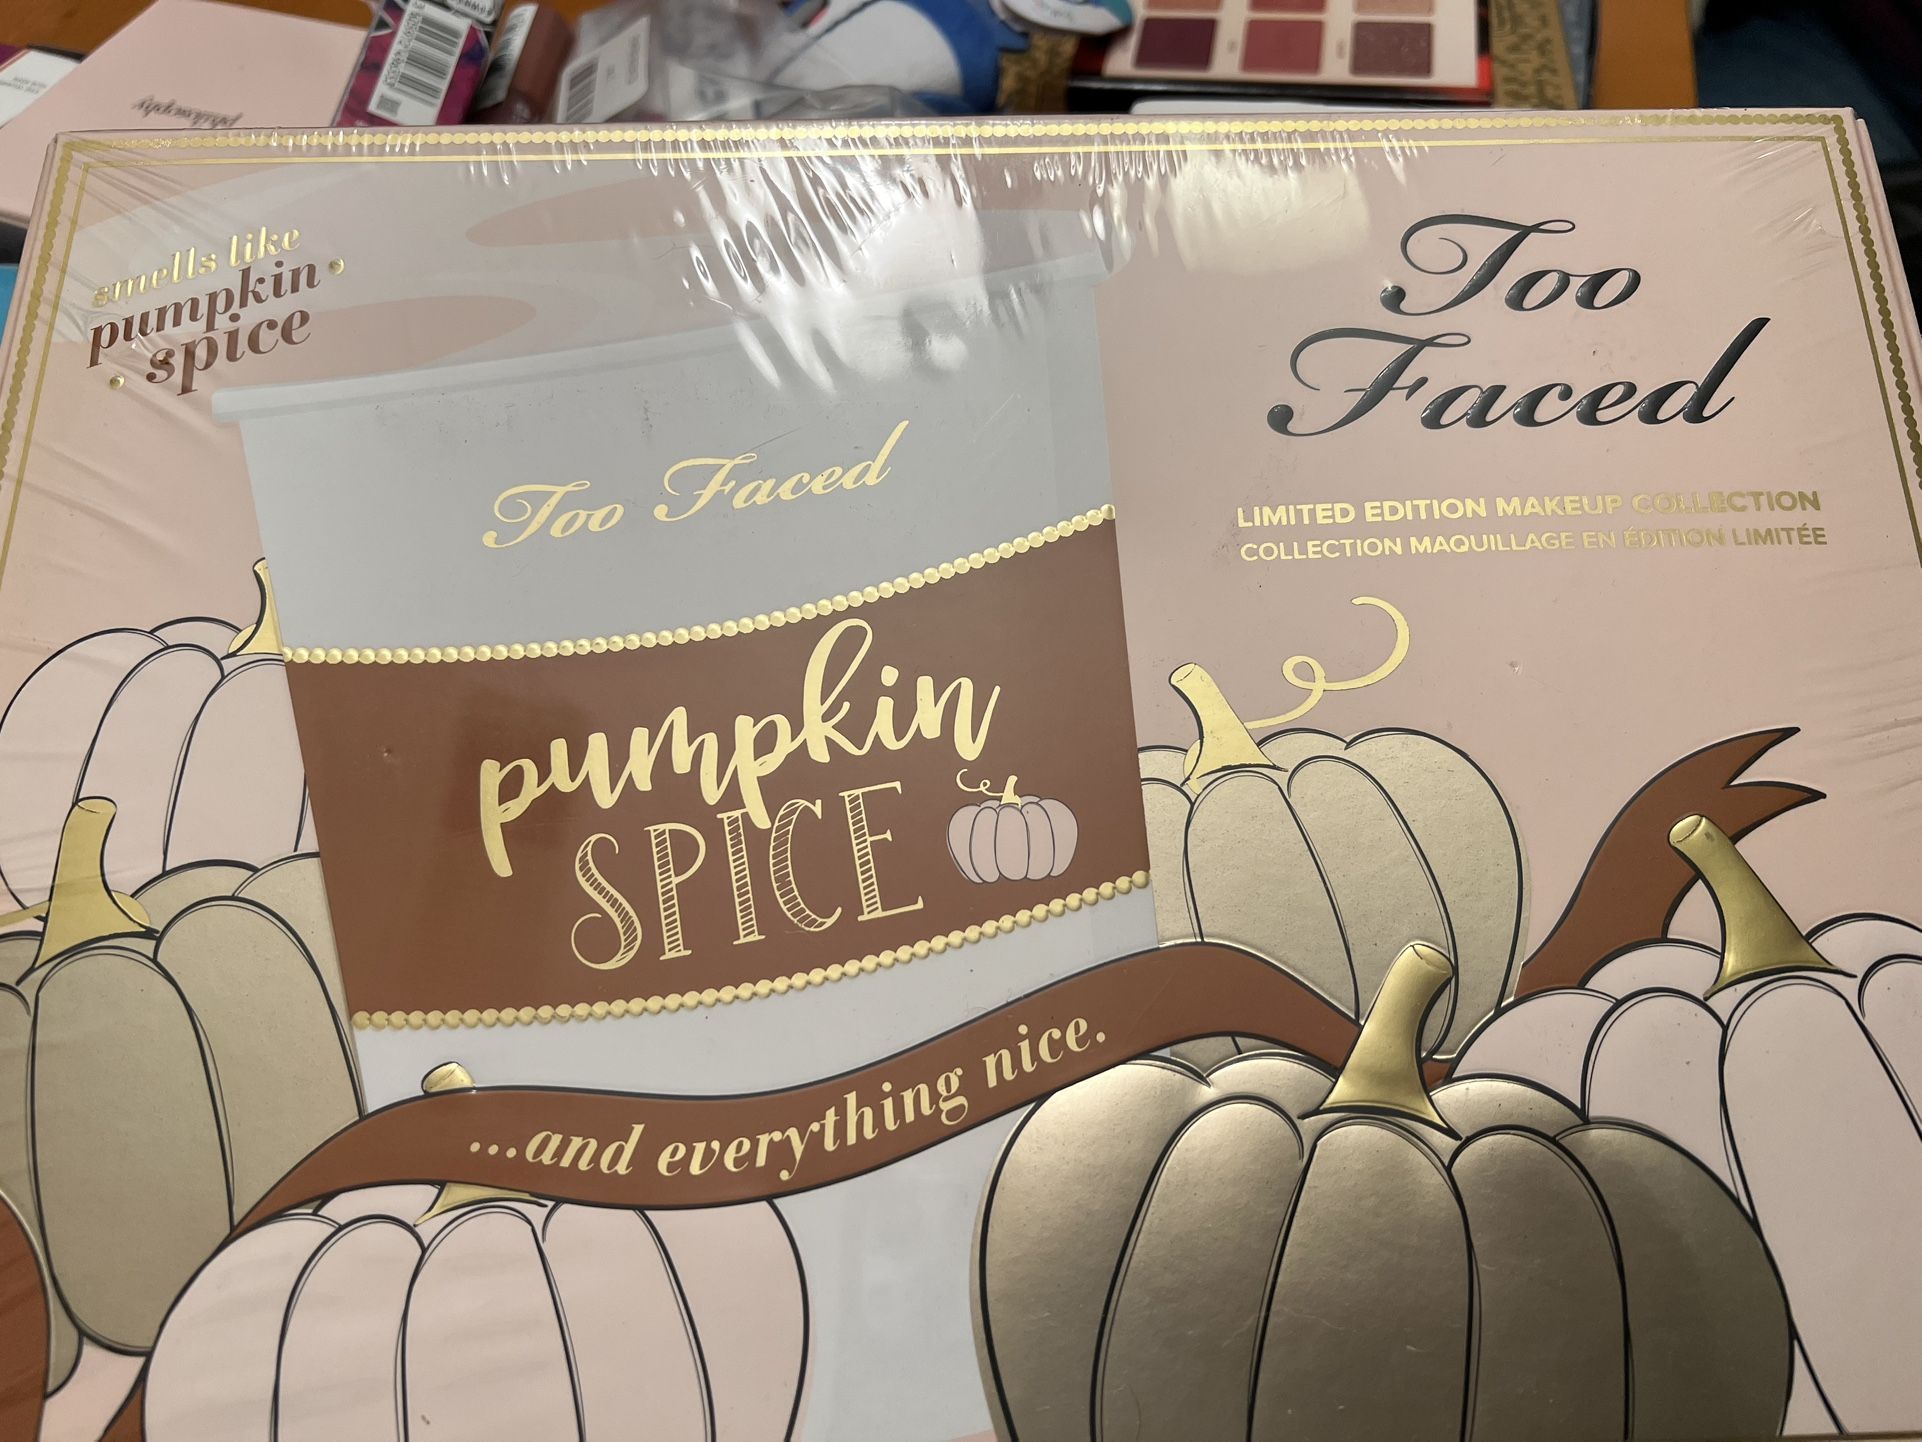 philosophy
smells like
pumpkin
spice
Too
Faced
LIMITED EDITION MAKEUP COLLECTION
COLLECTION MAQUILLAGE EN ÉDITION LIMITÉE
Too Faced
pumpkin
SPICE
...and everything nice.